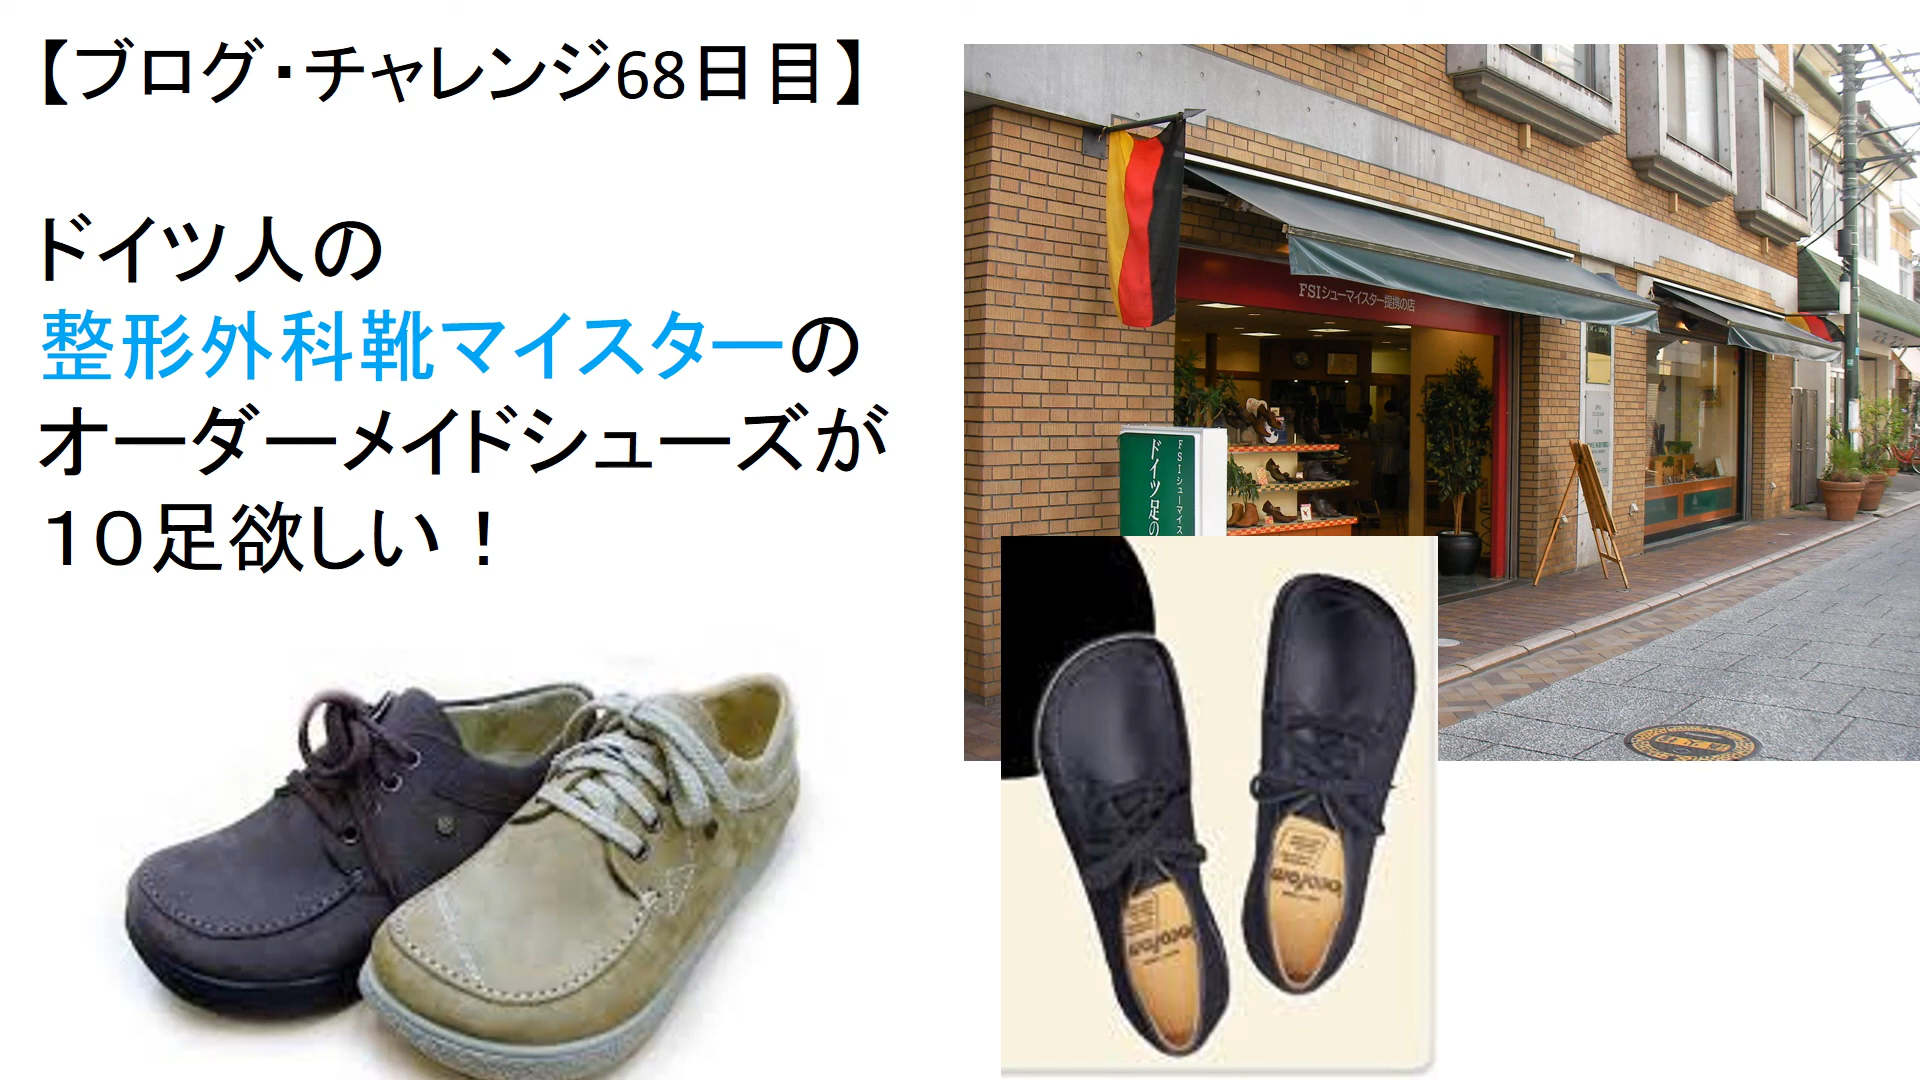 【ブログ・チャレンジ68日目】
ドイツ人の
整形外科靴マイスターの
オーダーメイドシューズが
１０足欲しい！
FSIシューマイスター提携の店
ドイツ足の
FSIシューマイス